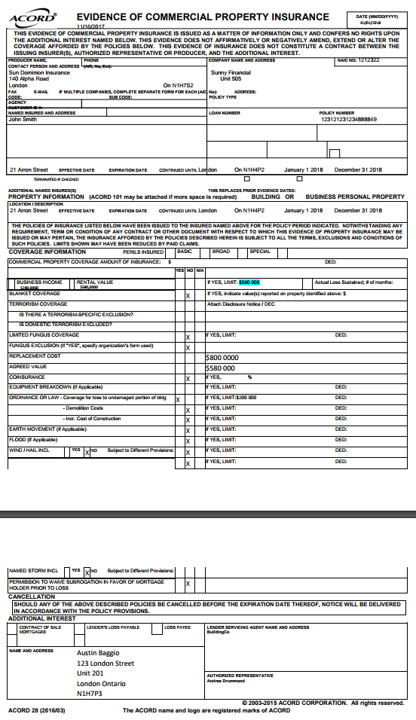 ACORD EVIDENCE OF COMMERCIAL PROPERTY INSURANCE
DATE (MM/DD/YYYY)
01/01/2018
11/16/2017
THIS EVIDENCE OF COMMERCIAL PROPERTY INSURANCE IS ISSUED AS A MATTER OF INFORMATION ONLY AND CONFERS NO RIGHTS UPON
THE ADDITIONAL INTEREST NAMED BELOW. THIS EVIDENCE DOES NOT AFFIRMATIVELY OR NEGATIVELY AMEND, EXTEND OR ALTER THE
COVERAGE AFFORDED BY THE POLICIES BELOW. THIS EVIDENCE OF INSURANCE DOES NOT CONSTITUTE A CONTRACT BETWEEN THE
ISSUING INSURER(S), AUTHORIZED REPRESENTATIVE OR PRODUCER, AND THE ADDITIONAL INTEREST.
PRODUCER NAME, PHONE
CONTACT PERSON AND ADDRESS (A/C, No, Ext):
COMPANY NAME AND ADDRESS NAIC NO: 1212322
Sun Dominion Insurance
140 Alpha Road
London On N1H7S2
Sunny Financial
Unit 505
FAX E-MAIL IF MULTIPLE COMPANIES, COMPLETE SEPARATE FORM FOR EACH (A/C, No): ADDRESS:
CODE: SUB CODE: POLICY TYPE
AGENCY
CUSTOMER ID #:
NAMED INSURED AND ADDRESS LOAN NUMBER POLICY NUMBER
John Smith 123121231234888849
21 Arron Street EFFECTIVE DATE EXPIRATION DATE CONTINUED UNTIL London On N1H4P2 January 1 2018 December 31 2018
TERMINATED IF CHECKED
ADDITIONAL NAMED INSURED(S) THIS REPLACES PRIOR EVIDENCE DATED:
PROPERTY INFORMATION (ACORD 101 may be attached if more space is required) BUILDING OR BUSINESS PERSONAL PROPERTY
LOCATION / DESCRIPTION
21 Arron Street EFFECTIVE DATE EXPIRATION DATE CONTINUED UNTIL London On N1H4P2 January 1 2018 December 31 2018
THE POLICIES OF INSURANCE LISTED BELOW HAVE BEEN ISSUED TO THE INSURED NAMED ABOVE FOR THE POLICY PERIOD INDICATED. NOTWITHSTANDING ANY
REQUIREMENT, TERM OR CONDITION OF ANY CONTRACT OR OTHER DOCUMENT WITH RESPECT TO WHICH THIS EVIDENCE OF PROPERTY INSURANCE MAY BE
ISSUED OR MAY PERTAIN, THE INSURANCE AFFORDED BY THE POLICIES DESCRIBED HEREIN IS SUBJECT TO ALL THE TERMS, EXCLUSIONS AND CONDITIONS OF
SUCH POLICIES. LIMITS SHOWN MAY HAVE BEEN REDUCED BY PAID CLAIMS.
COVERAGE INFORMATION PERILS INSURED BASIC BROAD SPECIAL
COMMERCIAL PROPERTY COVERAGE AMOUNT OF INSURANCE: $ DED:
YES NO N/A
BUSINESS INCOME RENTAL VALUE If YES, LIMIT: $580 000 Actual Loss Sustained; # of months:
BLANKET COVERAGE X If YES, indicate value(s) reported on property identified above: $
TERRORISM COVERAGE Attach Disclosure Notice / DEC
IS THERE A TERRORISM-SPECIFIC EXCLUSION?
IS DOMESTIC TERRORISM EXCLUDED?
LIMITED FUNGUS COVERAGE X If YES, LIMIT: DED:
FUNGUS EXCLUSION (If "YES", specify organization's form used) X
REPLACEMENT COST X $800 0000
AGREED VALUE X $580 000
COINSURANCE X If YES, %
EQUIPMENT BREAKDOWN (If Applicable) If YES, LIMIT: DED:
ORDINANCE OR LAW - Coverage for loss to undamaged portion of bldg X If YES, LIMIT:$200 000 DED:
- Demolition Costs X If YES, LIMIT: DED:
- Incr. Cost of Construction X If YES, LIMIT: DED:
EARTH MOVEMENT (If Applicable) X If YES, LIMIT: DED:
FLOOD (If Applicable) X If YES, LIMIT: DED:
WIND / HAIL INCL YES X NO Subject to Different Provisions: X If YES, LIMIT: DED:
If YES, LIMIT: DED:
NAMED STORM INCL YES X NO Subject to Different Provisions: If YES, LIMIT: DED:
PERMISSION TO WAIVE SUBROGATION IN FAVOR OF MORTGAGE
HOLDER PRIOR TO LOSS X
CANCELLATION
SHOULD ANY OF THE ABOVE DESCRIBED POLICIES BE CANCELLED BEFORE THE EXPIRATION DATE THEREOF, NOTICE WILL BE DELIVERED
IN ACCORDANCE WITH THE POLICY PROVISIONS.
ADDITIONAL INTEREST
CONTRACT OF SALE LENDER'S LOSS PAYABLE LOSS PAYEE
MORTGAGEE
LENDER SERVICING AGENT NAME AND ADDRESS
BuildingCo
NAME AND ADDRESS
Austin Baggio
123 London Street
Unit 201
London Ontario
N1H7P3
AUTHORIZED REPRESENTATIVE
Andrea Drummond
© 2003-2015 ACORD CORPORATION. All rights reserved.
ACORD 28 (2016/03) The ACORD name and logo are registered marks of ACORD